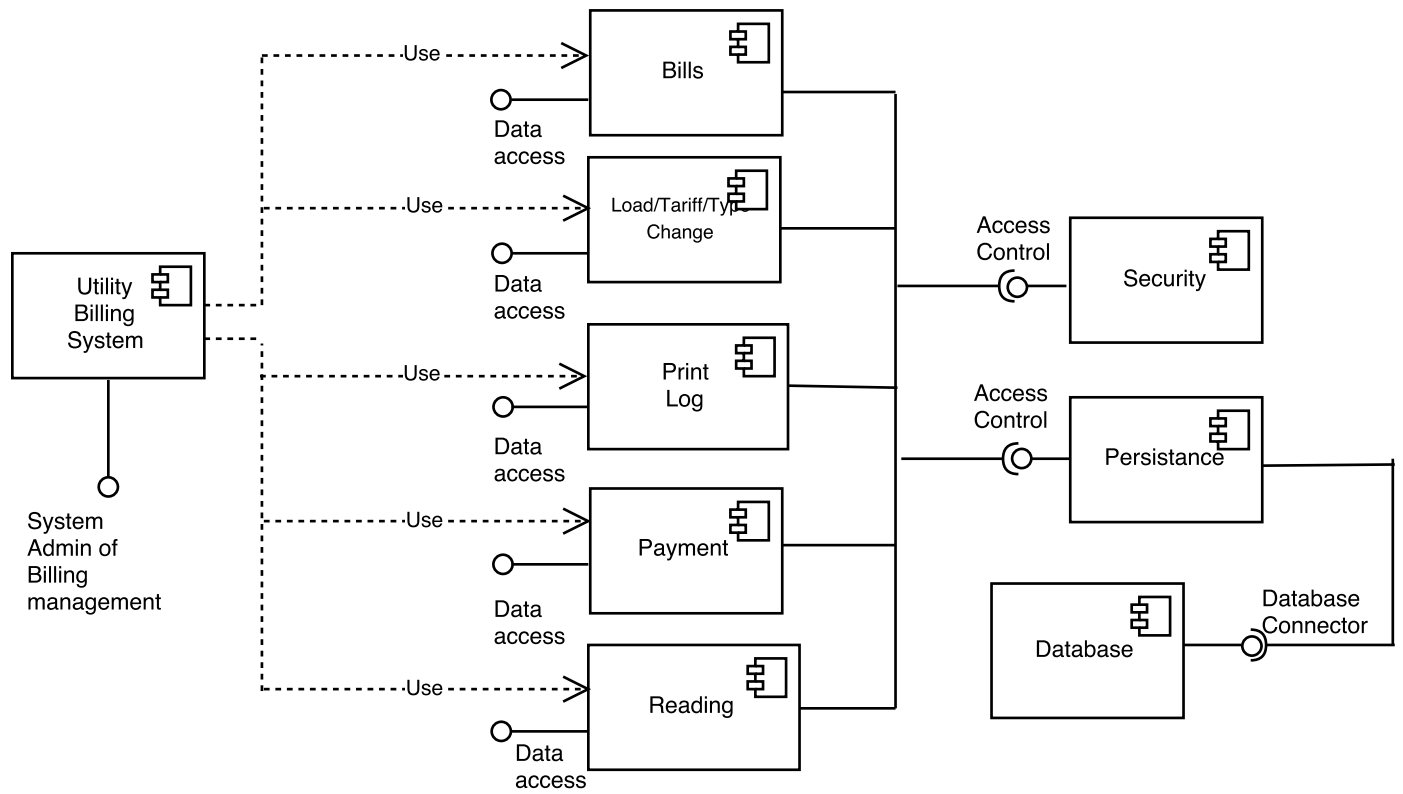 Use
Bills
Data
access
Use
Load/Tariff/Type
Change
Data
access
Access
Control
Security
Utility
Billing
System
Use
Print
Log
Data
access
Access
Control
Persistance
System
Admin of
Billing
management
Use
Payment
Data
access
Database
Connector
Database
Use
Reading
Data
access